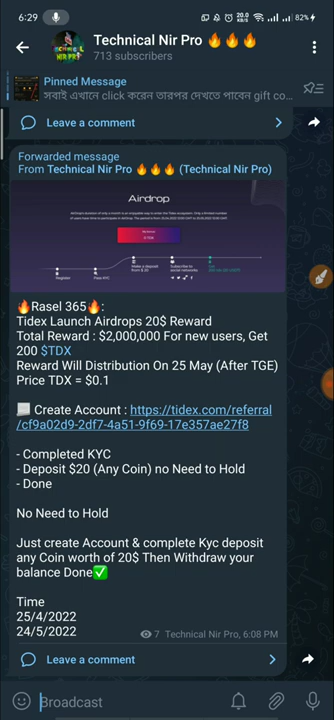 6:29
20.0
KB/s
82%
Technical Nir Pro 🔥🔥🔥
713 subscribers
Pinned Message
সবাই এখানে click করেন তারপর দেখতে পাবেন gift co...
Leave a comment
Forwarded message
From Technical Nir Pro 🔥🔥🔥 (Technical Nir Pro)
Airdrop
Register
Pass KYC
🔥Rasel 365🔥:
Tidex Launch Airdrops 20$ Reward
Total Reward : $2,000,000 For new users, Get
200 $TDX
Reward Will Distribution On 25 May (After TGE)
Price TDX = $0.1
🧾 Create Account : https://tidex.com/referral
/cf9a02d9-2df7-4a51-9f69-17e357ae27f8
- Completed KYC
- Deposit $20 (Any Coin) no Need to Hold
- Done
No Need to Hold
Just create Account & complete Kyc deposit
any Coin worth of 20$ Then Withdraw your
balance Done✅
Time
25/4/2022
24/5/2022
7 Technical Nir Pro, 6:08 PM
Leave a comment
Broadcast